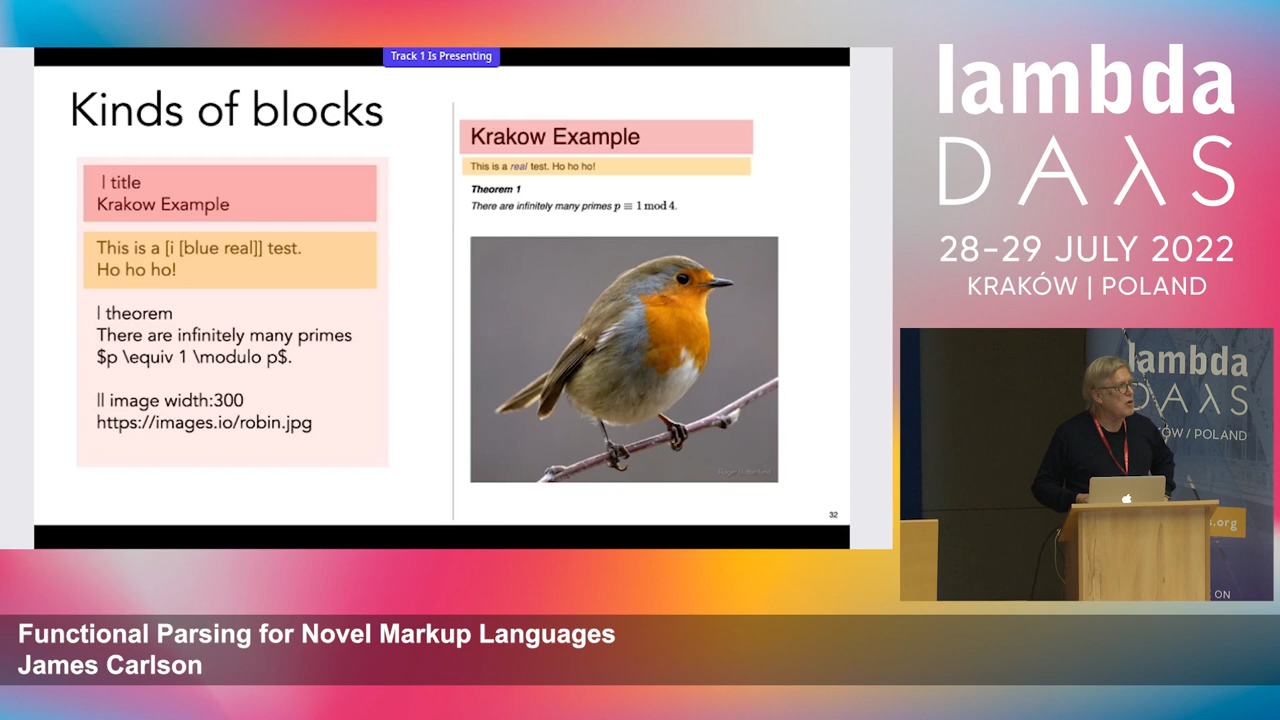 Track 1 Is Presenting
Kinds of blocks
| title
Krakow Example
This is a [i [blue real]] test.
Ho ho ho!
| theorem
There are infinitely many primes
$p \equiv 1 \modulo p$.
|| image width:300
https://images.io/robin.jpg
Krakow Example
This is a real test. Ho ho ho!
Theorem 1
There are infinitely many primes p ≡ 1 mod 4.
32
lambda
DAλS
28–29 JULY 2022
KRAKÓW | POLAND
lambda
DAλS
KÓW / POLAND
s.org
ON
Functional Parsing for Novel Markup Languages
James Carlson